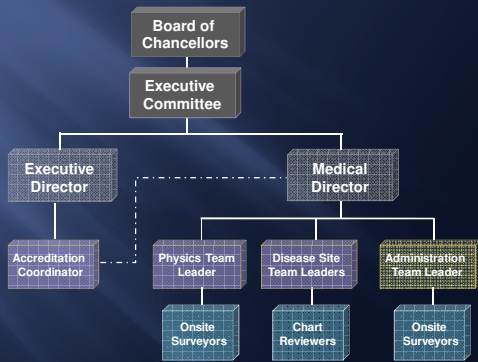 Board of
Chancellors
Executive
Committee
Executive
Director
Medical
Director
Accreditation
Coordinator
Physics Team
Leader
Disease Site
Team Leaders
Administration
Team Leader
Onsite
Surveyors
Chart
Reviewers
Onsite
Surveyors